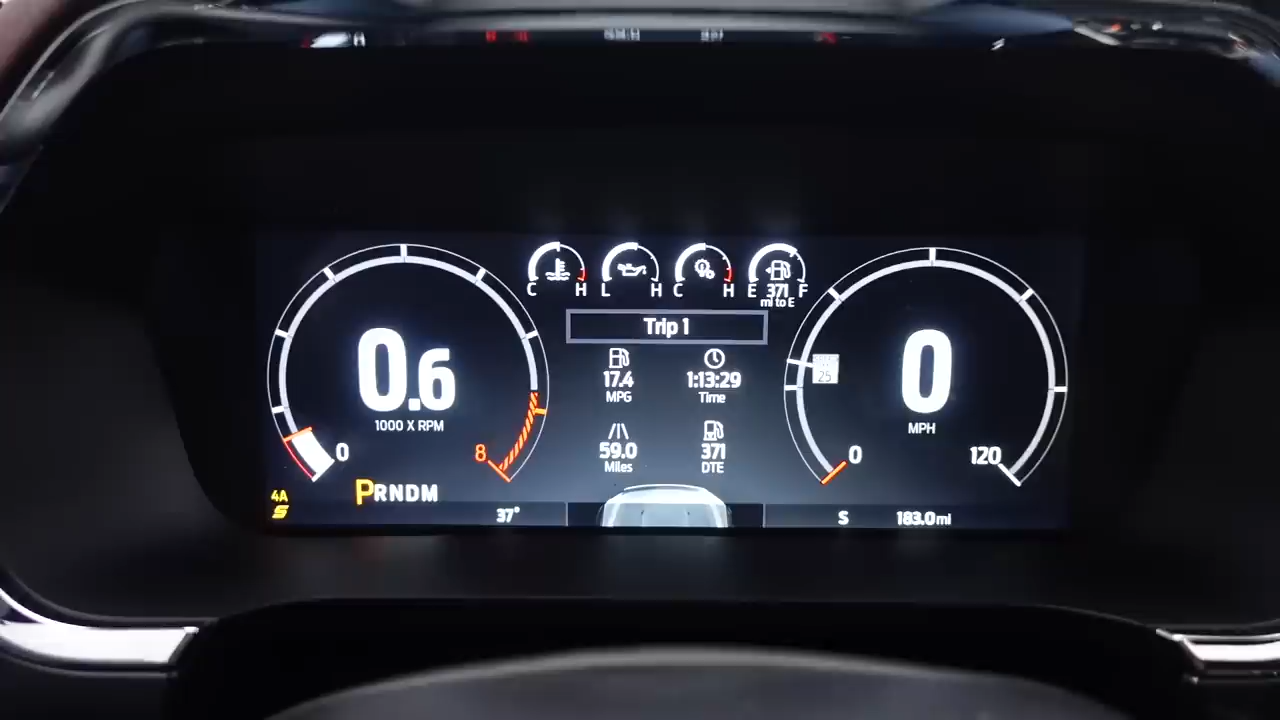 C H L H C H E 371 F
mi to E
Trip 1
17.4
MPG
1:13:29
Time
59.0
Miles
371
DTE
0.6
1000 X RPM
0
8
0
MPH
25
0
120
4A
S
PRNDM
37°
S
183.0mi